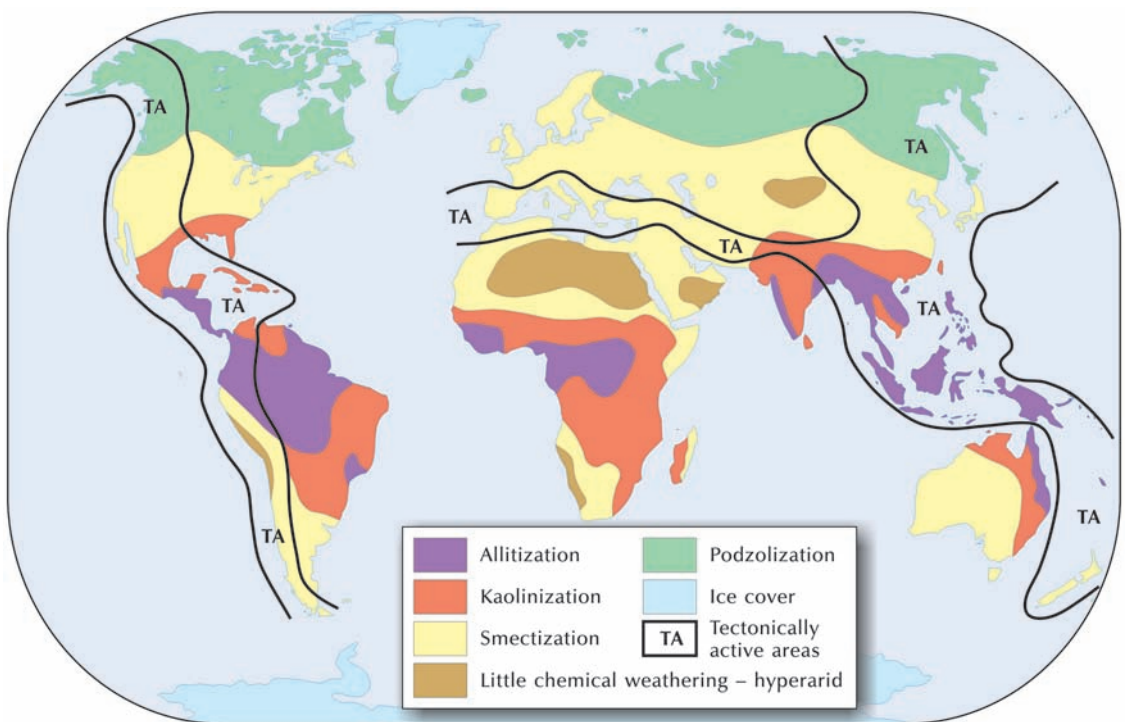 TA
TA
TA
TA
TA
TA
TA
TA
Allitization
Kaolinization
Smectization
Little chemical weathering – hyperarid
Podzolization
Ice cover
TA Tectonically
active areas